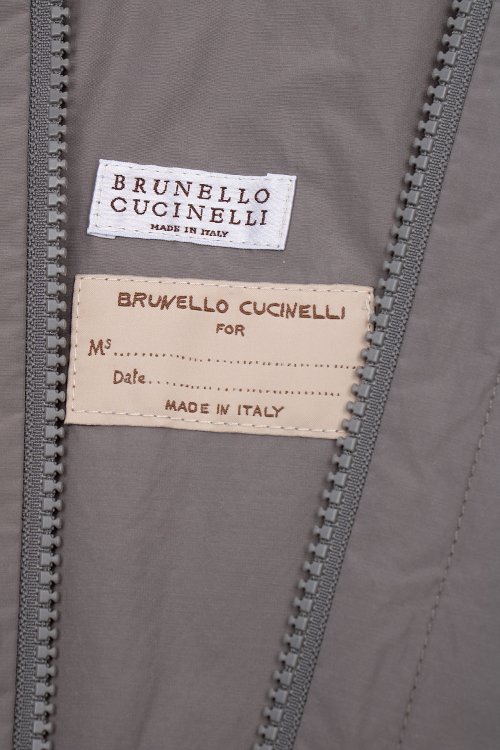 BRUNELLO
CUCINELLI
MADE IN ITALY
BRUNELLO CUCINELLI
FOR
Ms..............................
Date..............................
MADE IN ITALY